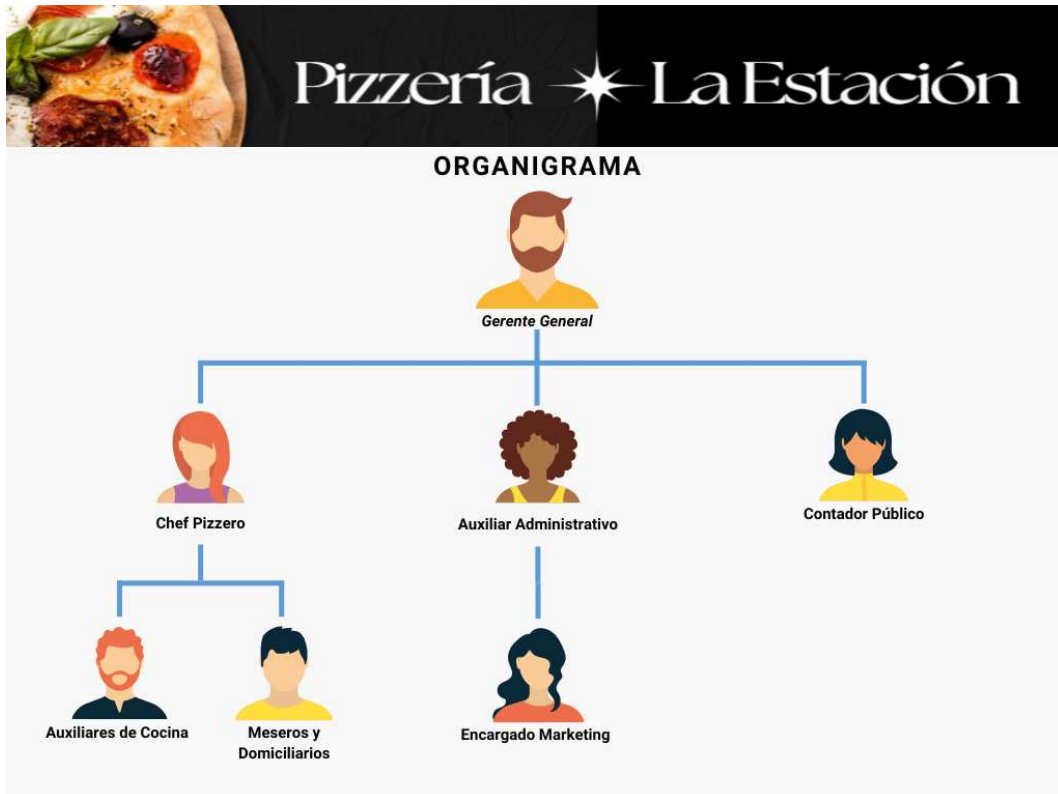 Pizzería La Estación
ORGANIGRAMA
Gerente General
Chef Pizzero
Auxiliar Administrativo
Contador Público
Auxiliares de Cocina
Meseros y
Domiciliarios
Encargado Marketing